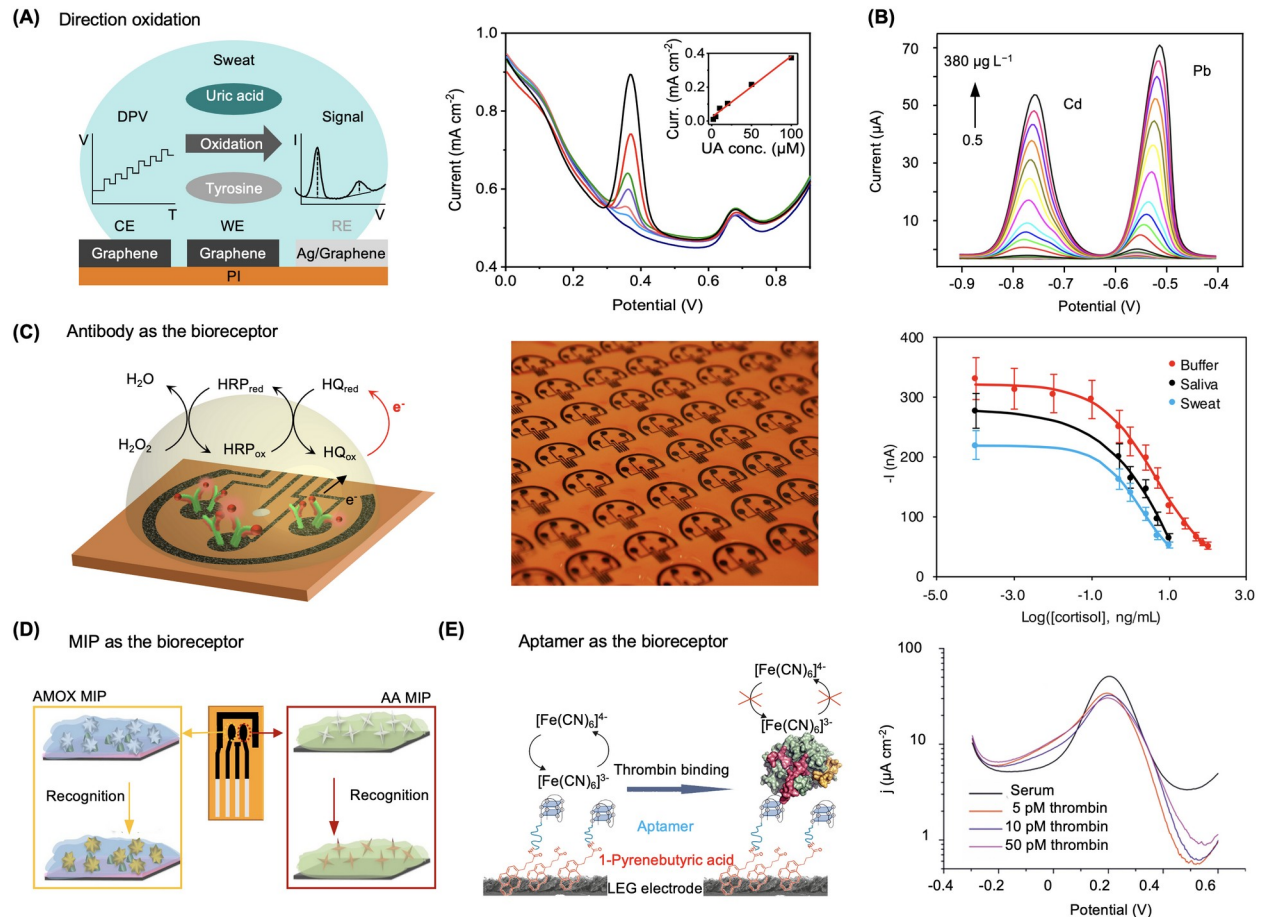 (A)
Direction oxidation
Sweat
Uric acid
DPV
Signal
V
Oxidation
I
Tyrosine
T
V
CE
WE
RE
Graphene
Graphene
Ag/Graphene
PI
Current (mA cm⁻²)
1.0
0.8
0.6
0.4
0.0
0.2
0.4
0.6
0.8
Potential (V)
Curr. (mA cm⁻²)
0.4
0.2
0.0
0
50
100
UA conc. (µM)
(B)
Current (µA)
70
50
30
10
380 µg L⁻¹
0.5
Cd
Pb
-0.9
-0.8
-0.7
-0.6
-0.5
-0.4
Potential (V)
(C)
Antibody as the bioreceptor
H₂O
HRP_red
HQ_red
e⁻
H₂O₂
HRP_ox
HQ_ox
e⁻
-I (nA)
400
300
200
100
0
Buffer
Saliva
Sweat
-5.0
-3.0
-1.0
1.0
3.0
Log([cortisol], ng/mL)
(D)
MIP as the bioreceptor
AMOX MIP
AA MIP
Recognition
Recognition
(E)
Aptamer as the bioreceptor
[Fe(CN)₆]⁴⁻
[Fe(CN)₆]³⁻
[Fe(CN)₆]⁴⁻
[Fe(CN)₆]³⁻
Thrombin binding
Aptamer
1-Pyrenebutyric acid
LEG electrode
j (µA cm⁻²)
100
10
1
Serum
5 pM thrombin
10 pM thrombin
50 pM thrombin
-0.4
-0.2
0
0.2
0.4
0.6
Potential (V)